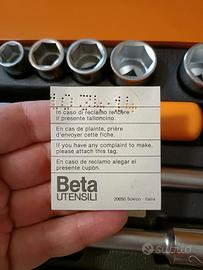 In caso di reclamo rendere
il presente talloncino.
En cas de plainte, prière
d'envoyer cette fiche.
If you have any complaint to make,
please attach this tag.
En caso de reclamo alegar el
presente cupón.
Beta
UTENSILI
20050 Sovico - Italia
subito